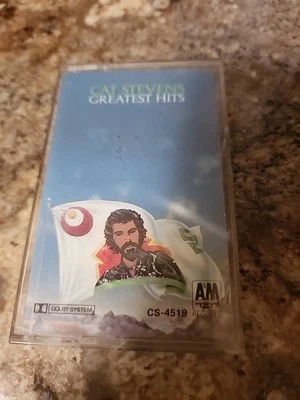 CAT STEVENS
GREATEST HITS
DOLBY SYSTEM
CS-4519
A&M